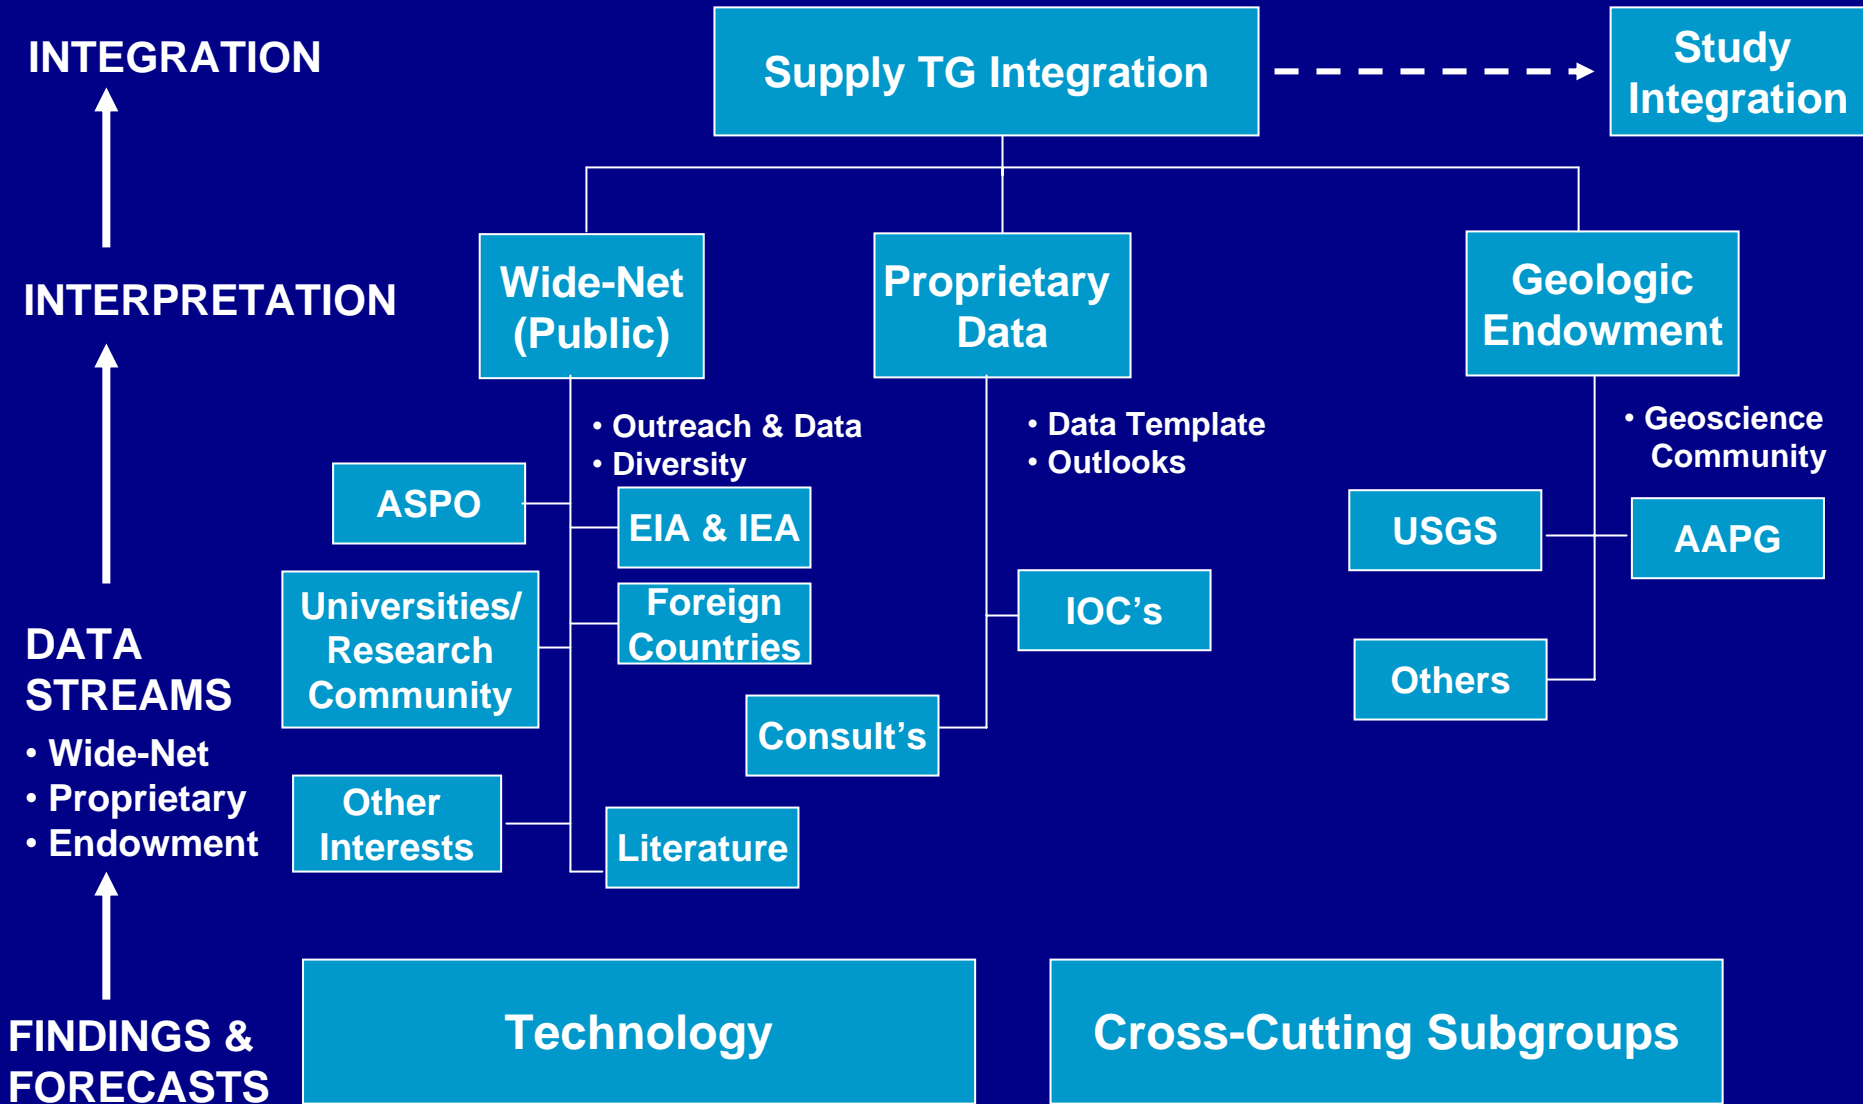 INTEGRATION
Supply TG Integration
Study
Integration
INTERPRETATION
Wide-Net
(Public)
Proprietary
Data
Geologic
Endowment
• Outreach & Data
• Diversity
• Data Template
• Outlooks
• Geoscience
Community
ASPO
EIA & IEA
USGS
AAPG
Universities/
Research
Community
Foreign
Countries
IOC’s
Others
Consult’s
DATA
STREAMS
• Wide-Net
• Proprietary
• Endowment
Other
Interests
Literature
FINDINGS &
FORECASTS
Technology
Cross-Cutting Subgroups